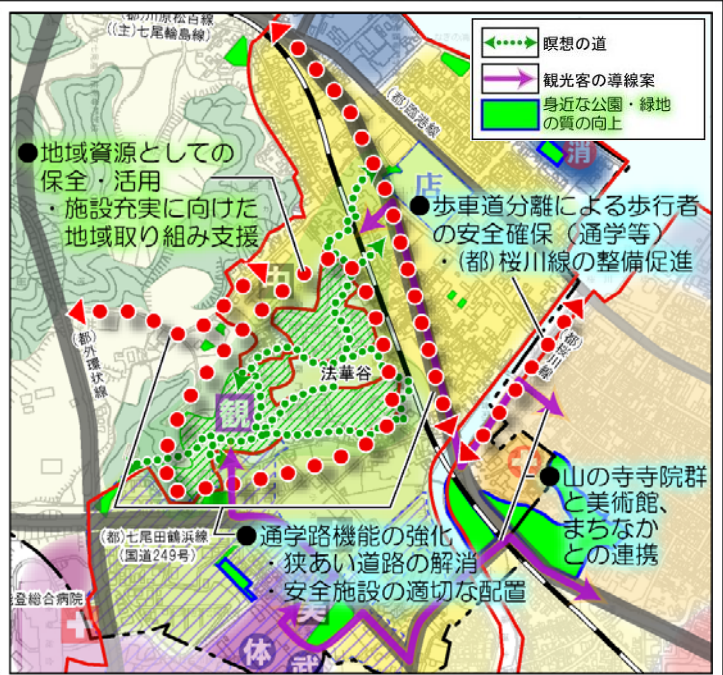 (都)川原松百線
((主)七尾輪島線)
瞑想の道
観光客の導線案
身近な公園・緑地
の質の向上
(都)臨港線
消
●地域資源としての
保全・活用
・施設充実に向けた
地域取り組み支援
店
●歩車道分離による歩行者
の安全確保（通学等）
・(都)桜川線の整備促進
中
(都)外環状線
(都)桜川線
法華谷
観
●山の寺寺院群
と美術館、
まちなか
との連携
(都)七尾田鶴浜線
(国道249号)
●通学路機能の強化
・狭あい道路の解消
・安全施設の適切な配置
登総合病院
美
体
武